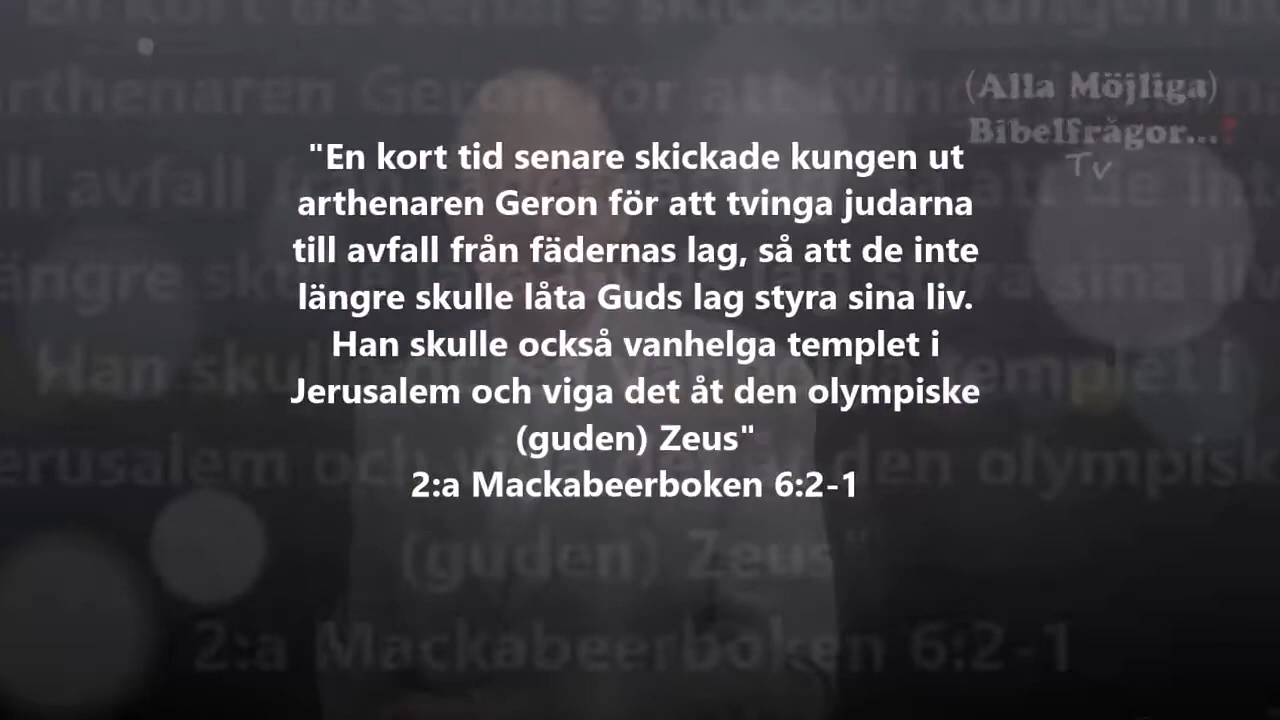 "En kort tid senare skickade kungen ut
arthenaren Geron för att tvinga judarna
till avfall från fädernas lag, så att de inte
längre skulle låta Guds lag styra sina liv.
Han skulle också vanhelga templet i
Jerusalem och viga det åt den olympiske
(guden) Zeus"
2:a Mackabeerboken 6:2-1
(Alla Möjliga)
Bibelfrågor...?
Tv